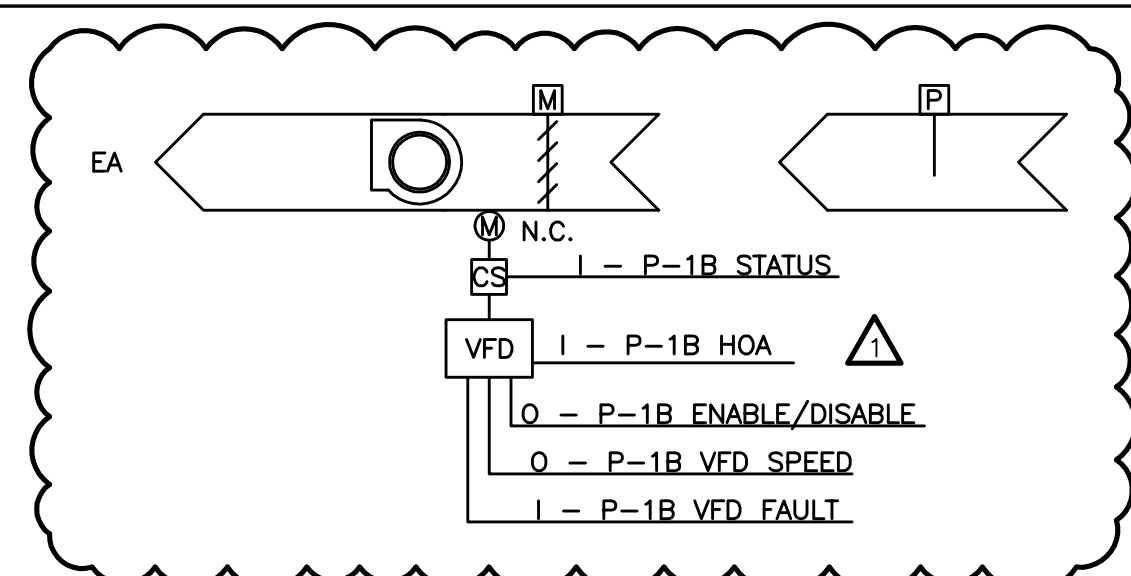 M
P
EA
M N.C.
CS I - P-1B STATUS
VFD I - P-1B HOA 1
O - P-1B ENABLE/DISABLE
O - P-1B VFD SPEED
I - P-1B VFD FAULT